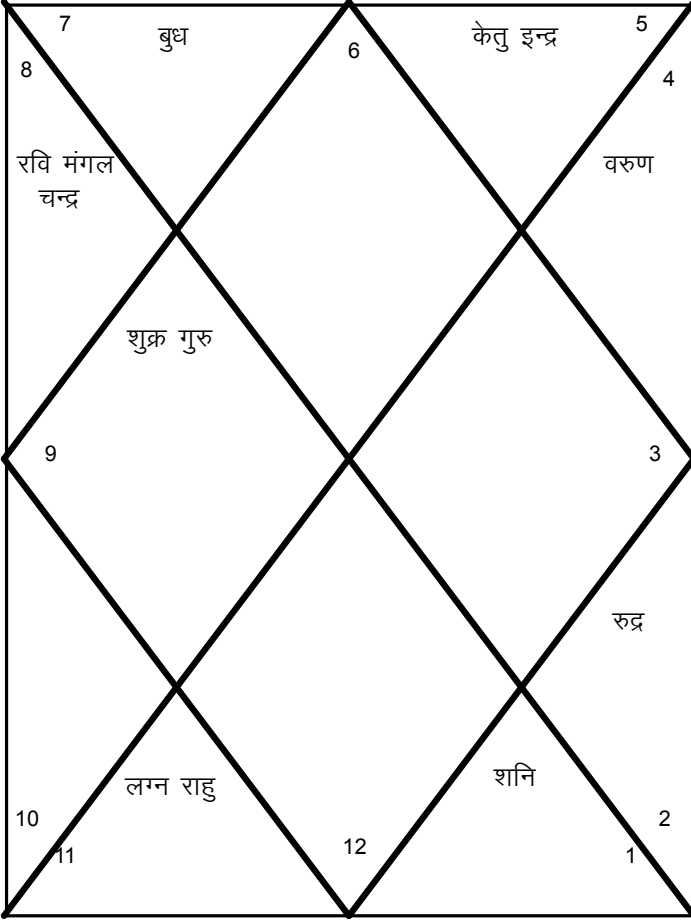 7
बुध
6
केतु इन्द्र
5
8
4
रवि मंगल
चन्द्र
वरुण
शुक्र गुरु
9
3
रुद्र
लग्न राहु
शनि
10
11
12
2
1